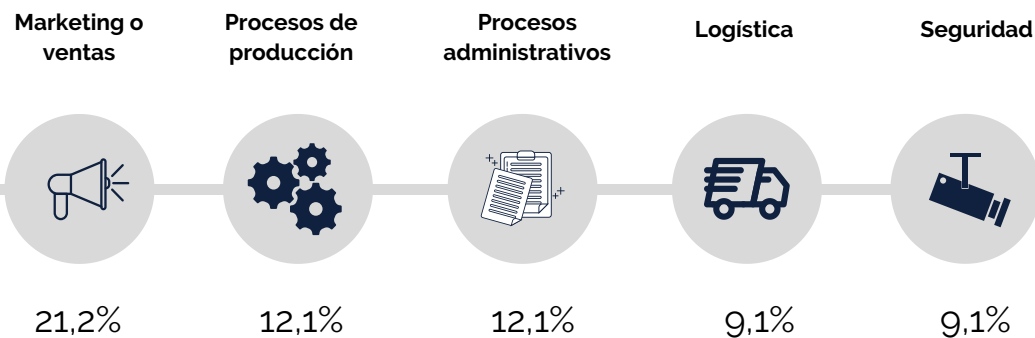 Marketing o
ventas
Procesos de
producción
Procesos
administrativos
Logística
Seguridad
21,2%
12,1%
12,1%
9,1%
9,1%